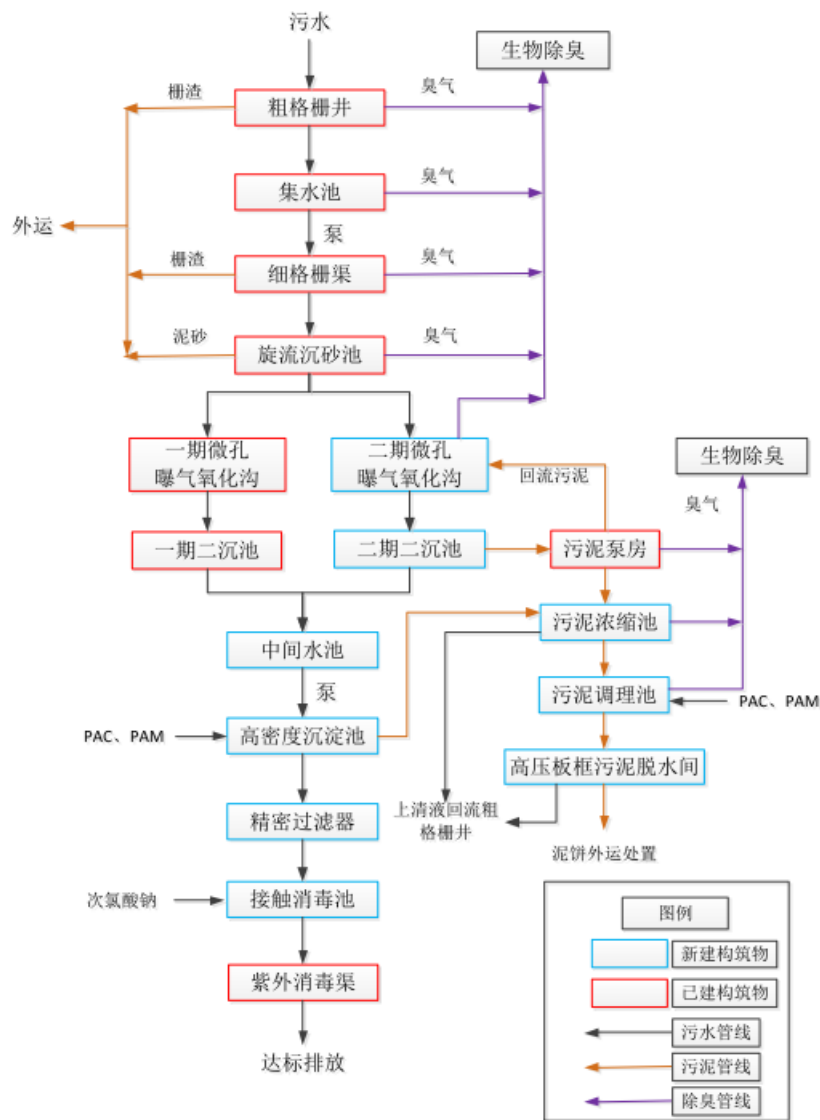 污水
生物除臭
栅渣
粗格栅井
臭气
集水池
臭气
外运
泵
栅渣
细格栅渠
臭气
泥砂
旋流沉砂池
臭气
一期微孔
曝气氧化沟
二期微孔
曝气氧化沟
回流污泥
生物除臭
臭气
一期二沉池
二期二沉池
污泥泵房
中间水池
污泥浓缩池
泵
污泥调理池
PAC、PAM
PAC、PAM
高密度沉淀池
高压板框污泥脱水间
精密过滤器
上清液回流粗
格栅井
泥饼外运处置
次氯酸钠
接触消毒池
紫外消毒渠
达标排放
图例
新建构筑物
已建构筑物
污水管线
污泥管线
除臭管线